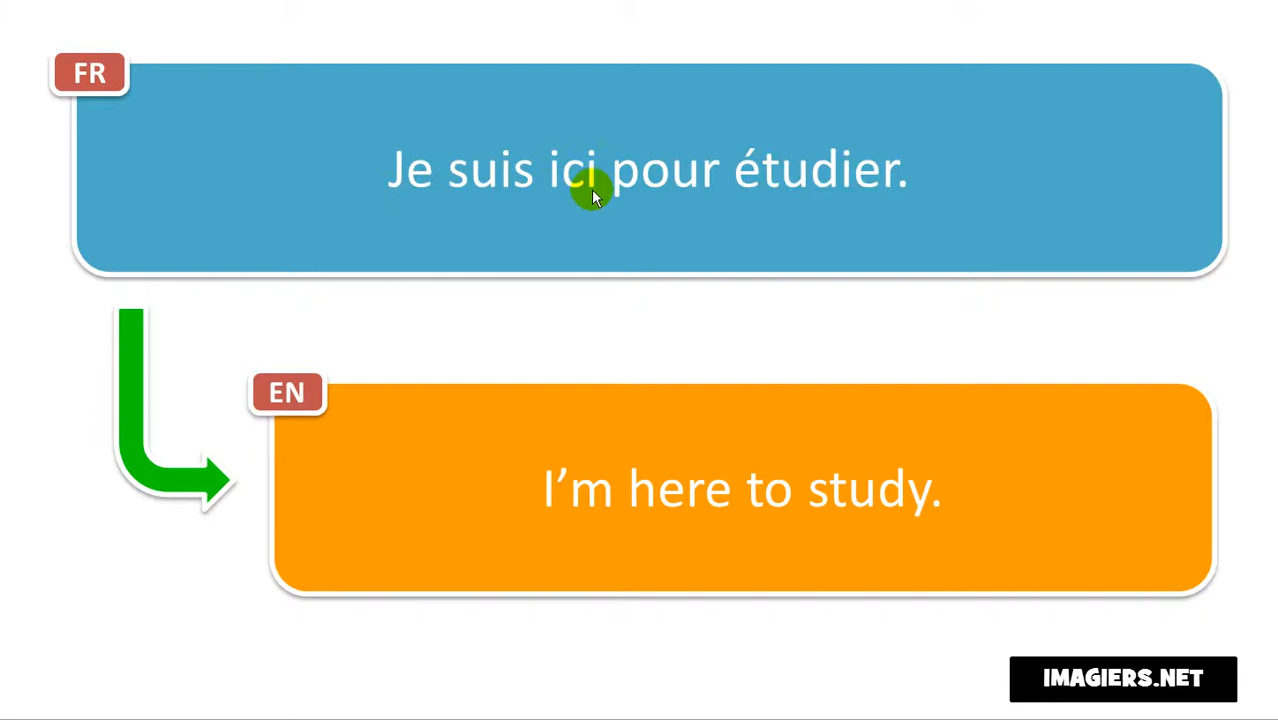 FR
Je suis ici pour étudier.
EN
I’m here to study.
IMAGIERS.NET